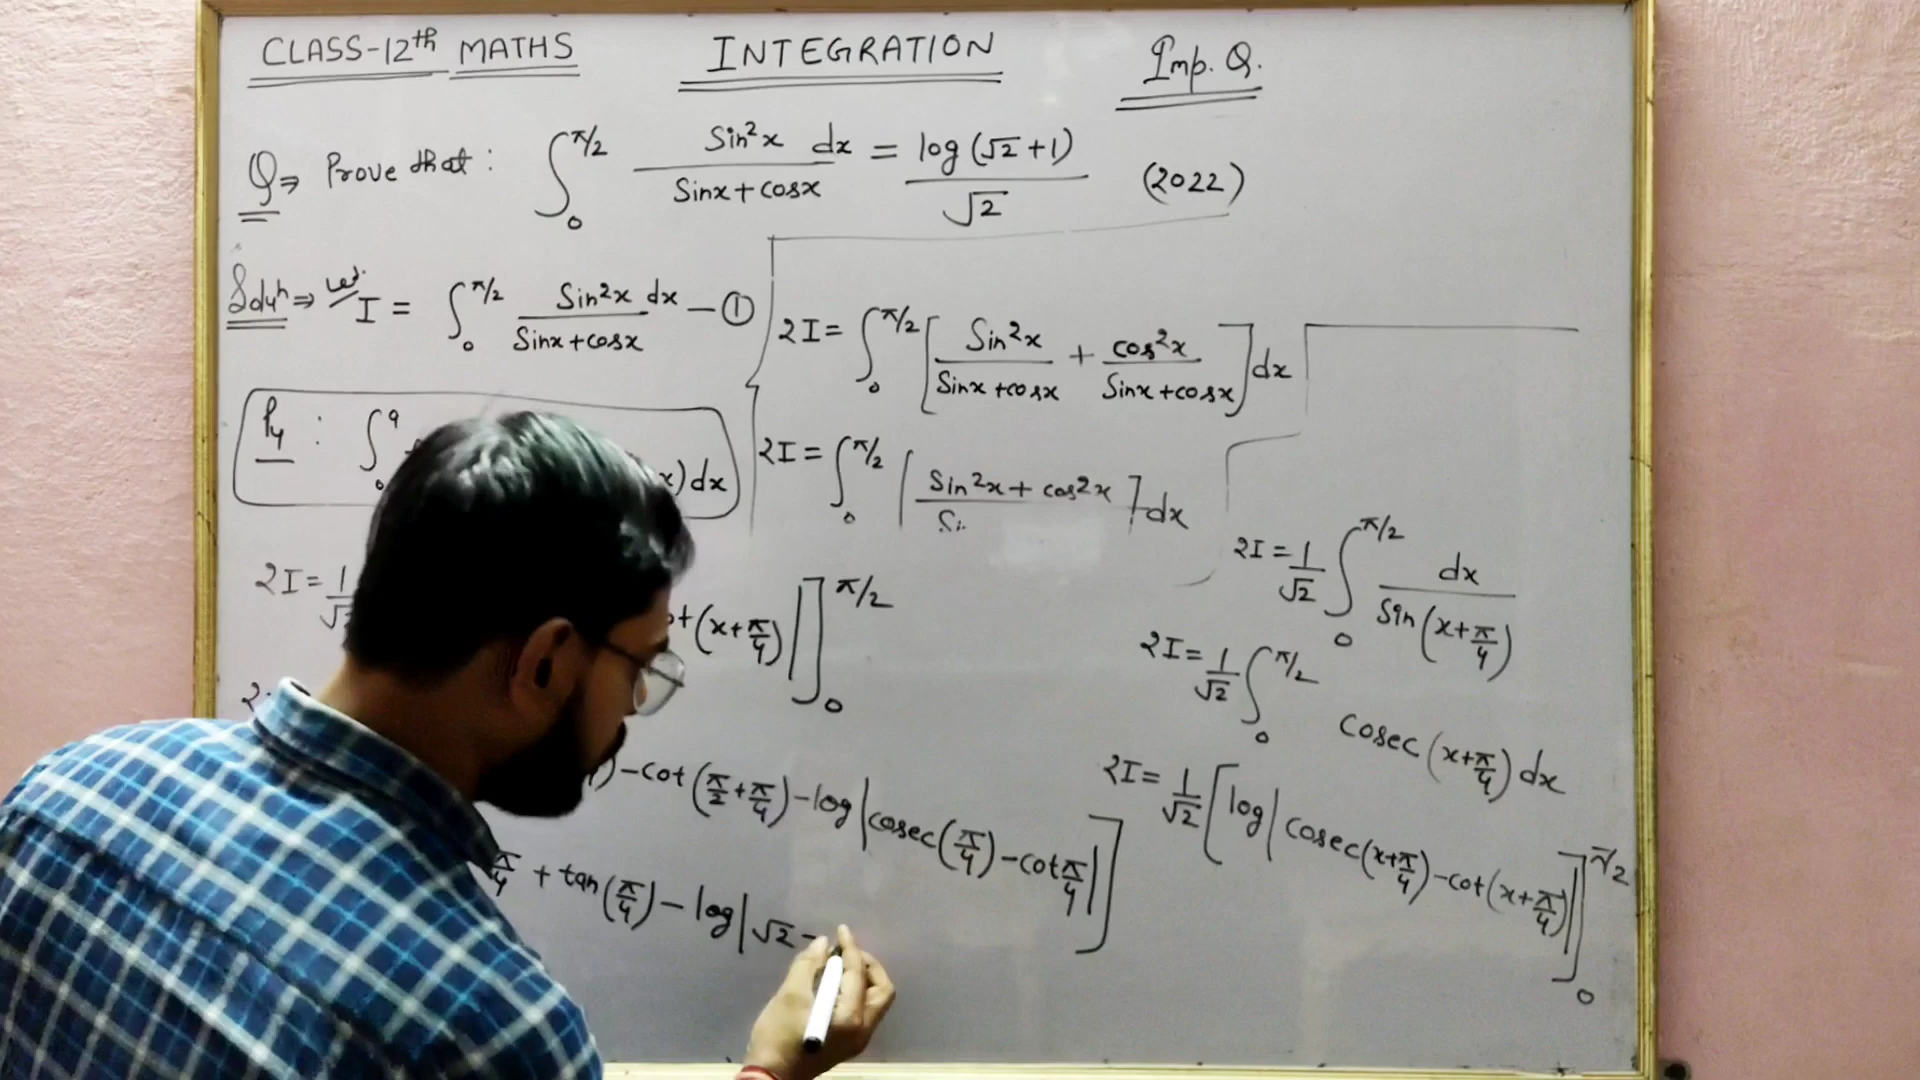 CLASS-12th MATHS INTEGRATION Imp. Q.
Q⇒ Prove that : ∫₀^π/2 Sin²x dx / Sinx+cosx = log(√2+1) / √2 (2022)
Solun⇒ let I = ∫₀^π/2 Sin²x dx / Sinx+cosx - ①
P4 : ∫₀^a x)dx
2I = 1/√2 ot(x+π/4)|]₀^π/2
)-cot(π/2+π/4)-log|cosec(π/4)-cotπ/4|]
π/4 + tan(π/4) - log|√2 -
2I = ∫₀^π/2 [Sin²x / Sinx+cosx + cos²x / Sinx+cosx]dx
2I = ∫₀^π/2 [Sin²x + cos²x / Si]dx
2I = 1/√2 ∫₀^π/2 dx / Sin(x+π/4)
2I = 1/√2 ∫₀^π/2 cosec(x+π/4)dx
2I = 1/√2 [log|cosec(x+π/4)-cot(x+π/4)|]₀^π/2